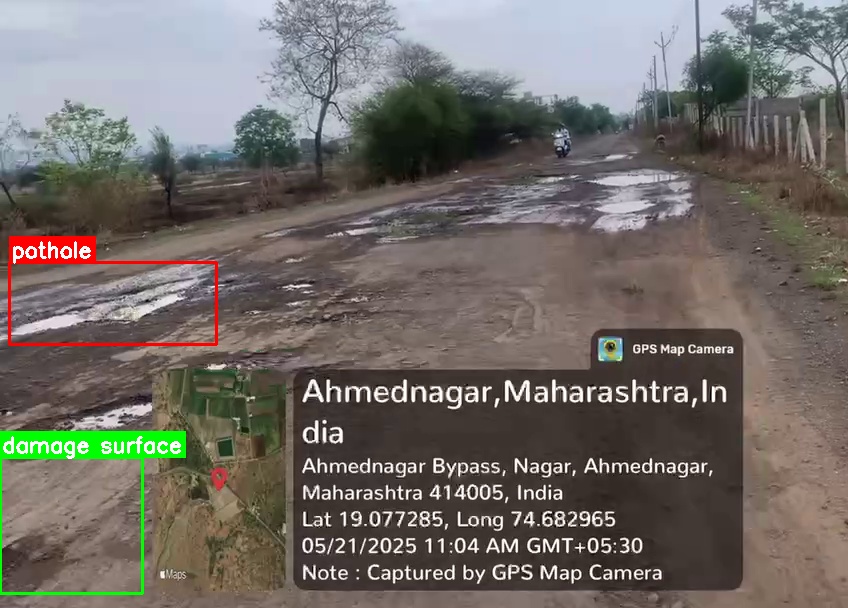 pothole
GPS Map Camera
Ahmednagar,Maharashtra,In
dia
damage surface
Ahmednagar Bypass, Nagar, Ahmednagar,
Maharashtra 414005, India
Lat 19.077285, Long 74.682965
05/21/2025 11:04 AM GMT+05:30
Note : Captured by GPS Map Camera
Maps